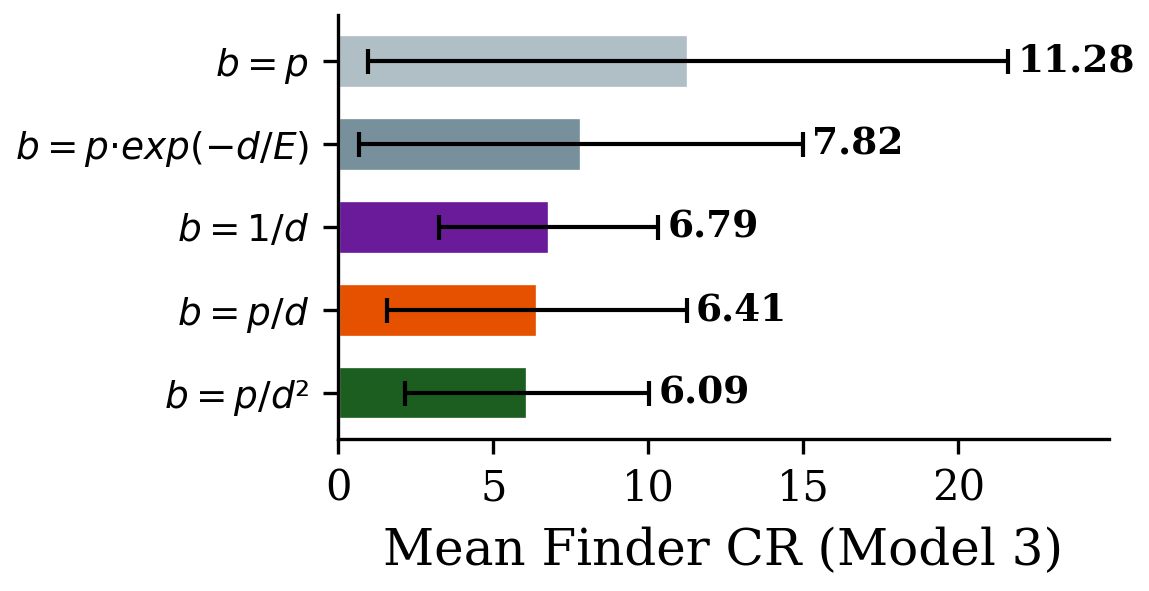 b = p 11.28
b = p·exp(−d/E) 7.82
b = 1/d 6.79
b = p/d 6.41
b = p/d² 6.09
0 5 10 15 20
Mean Finder CR (Model 3)